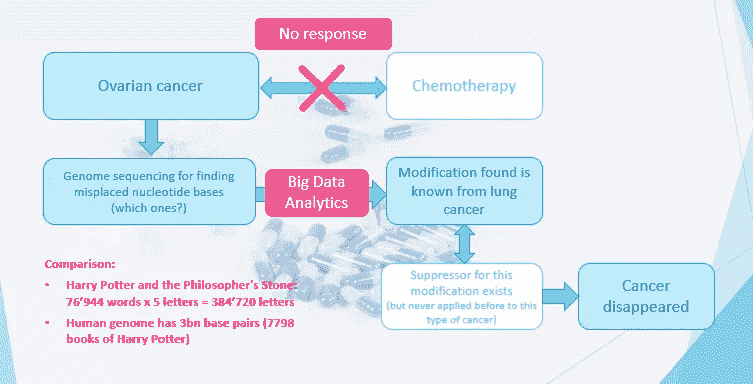 No response
Ovarian cancer
Chemotherapy
Genome sequencing for finding
misplaced nucleotide bases
(which ones?)
Big Data
Analytics
Modification found is
known from lung
cancer
Comparison:
• Harry Potter and the Philosopher's Stone:
76'944 words x 5 letters = 384'720 letters
• Human genome has 3bn base pairs (7798
books of Harry Potter)
Suppressor for this
modification exists
(but never applied before to this
type of cancer)
Cancer
disappeared